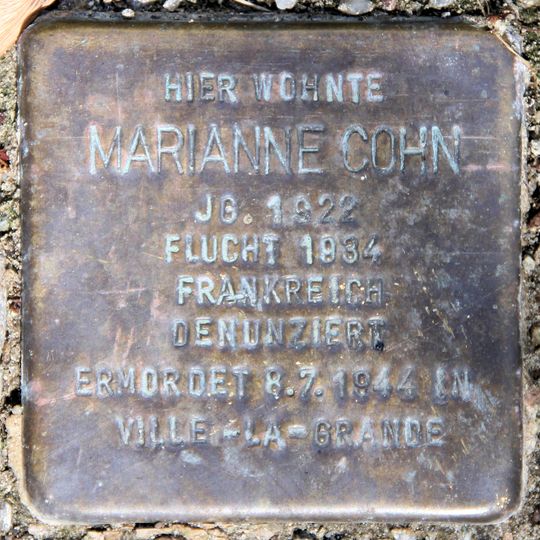 HIER WOHNTE
MARIANNE COHN
JG. 1922
FLUCHT 1934
FRANKREICH
DENUNZIERT
ERMORDET 8.7.1944 IN
VILLE-LA-GRANDE